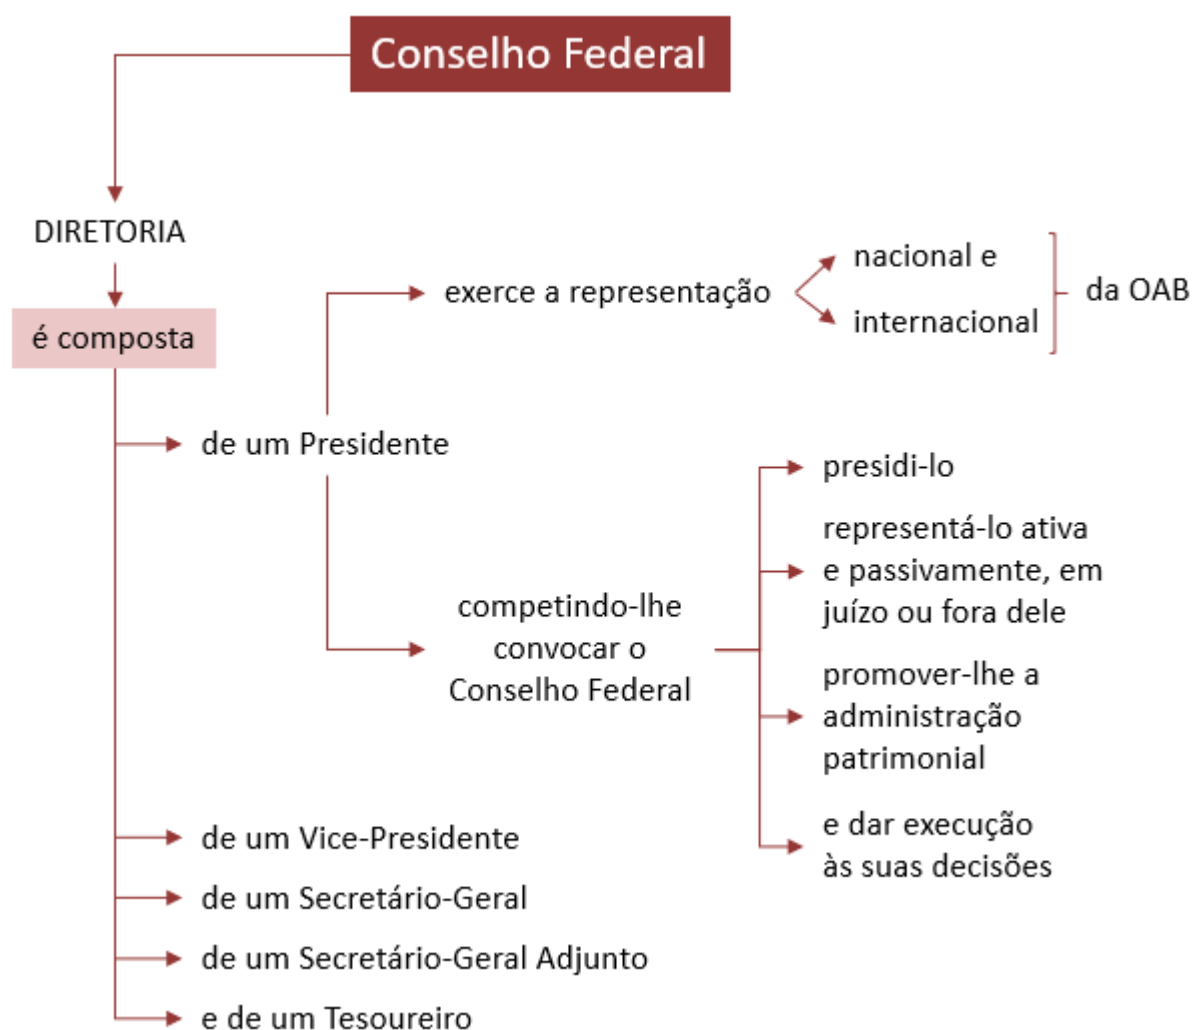 Conselho Federal
DIRETORIA
é composta
de um Presidente
exerce a representação
nacional e
internacional
da OAB
competindo-lhe
convocar o
Conselho Federal
presidi-lo
representá-lo ativa
e passivamente, em
juízo ou fora dele
promover-lhe a
administração
patrimonial
e dar execução
às suas decisões
de um Vice-Presidente
de um Secretário-Geral
de um Secretário-Geral Adjunto
e de um Tesoureiro